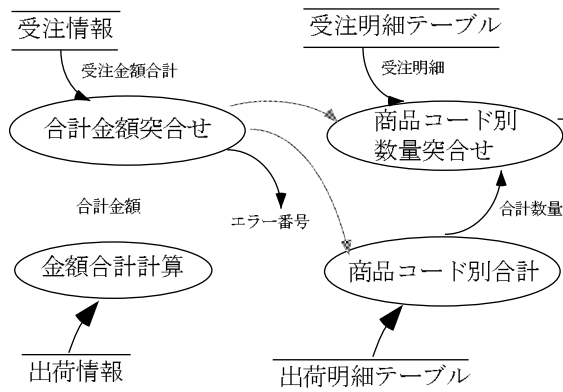 受注情報
受注明細テーブル
受注金額合計
受注明細
合計金額突合せ
商品コード別
数量突合せ
合計金額
エラー番号
合計数量
金額合計計算
商品コード別合計
出荷情報
出荷明細テーブル